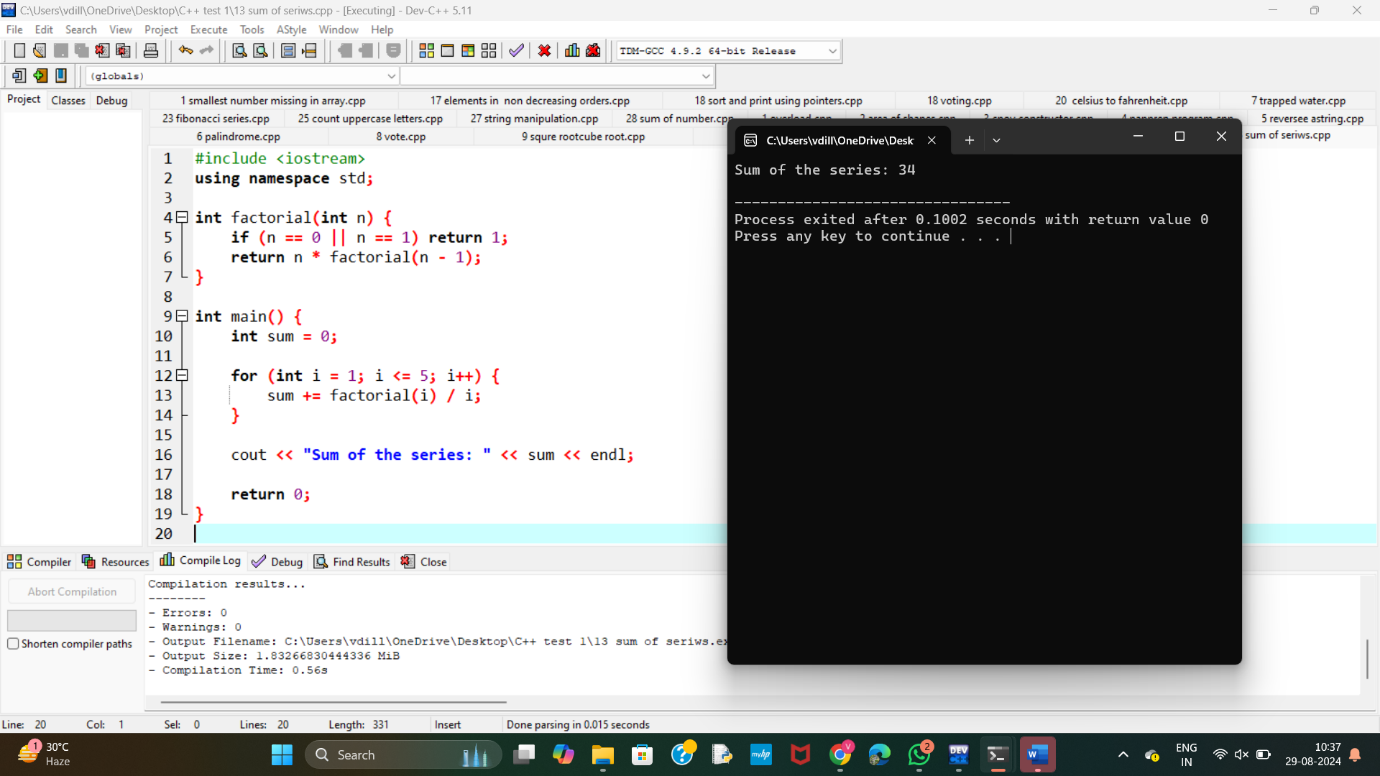 C:\Users\vdill\OneDrive\Desktop\C++ test 1\13 sum of seriws.cpp - [Executing] - Dev-C++ 5.11
File Edit Search View Project Execute Tools AStyle Window Help
TDM-GCC 4.9.2 64-bit Release
(globals)
Project Classes Debug
1 smallest number missing in array.cpp 17 elements in non decreasing orders.cpp 18 sort and print using pointers.cpp 18 voting.cpp 20 celsius to fahrenheit.cpp 7 trapped water.cpp
23 fibonacci series.cpp 25 count uppercase letters.cpp 27 string manipulation.cpp 28 sum of number.cpp 5 reversee astring.cpp
6 palindrome.cpp 8 vote.cpp 9 squre rootcube root.cpp sum of seriws.cpp
1 #include <iostream>
2 using namespace std;
3
4 int factorial(int n) {
5 if (n == 0 || n == 1) return 1;
6 return n * factorial(n - 1);
7 }
8
9 int main() {
10 int sum = 0;
11
12 for (int i = 1; i <= 5; i++) {
13 sum += factorial(i) / i;
14 }
15
16 cout << "Sum of the series: " << sum << endl;
17
18 return 0;
19 }
20
C:\Users\vdill\OneDrive\Desk
Sum of the series: 34
--------------------------------
Process exited after 0.1002 seconds with return value 0
Press any key to continue . . .
Compiler Resources Compile Log Debug Find Results Close
Abort Compilation
Shorten compiler paths
Compilation results...
--------
- Errors: 0
- Warnings: 0
- Output Filename: C:\Users\vdill\OneDrive\Desktop\C++ test 1\13 sum of seriws.ex
- Output Size: 1.83266830444336 MiB
- Compilation Time: 0.56s
Line: 20 Col: 1 Sel: 0 Lines: 20 Length: 331 Insert Done parsing in 0.015 seconds
1
30°C
Haze
Search
mvhp
V
2
DEV
W
ENG
IN
10:37
29-08-2024